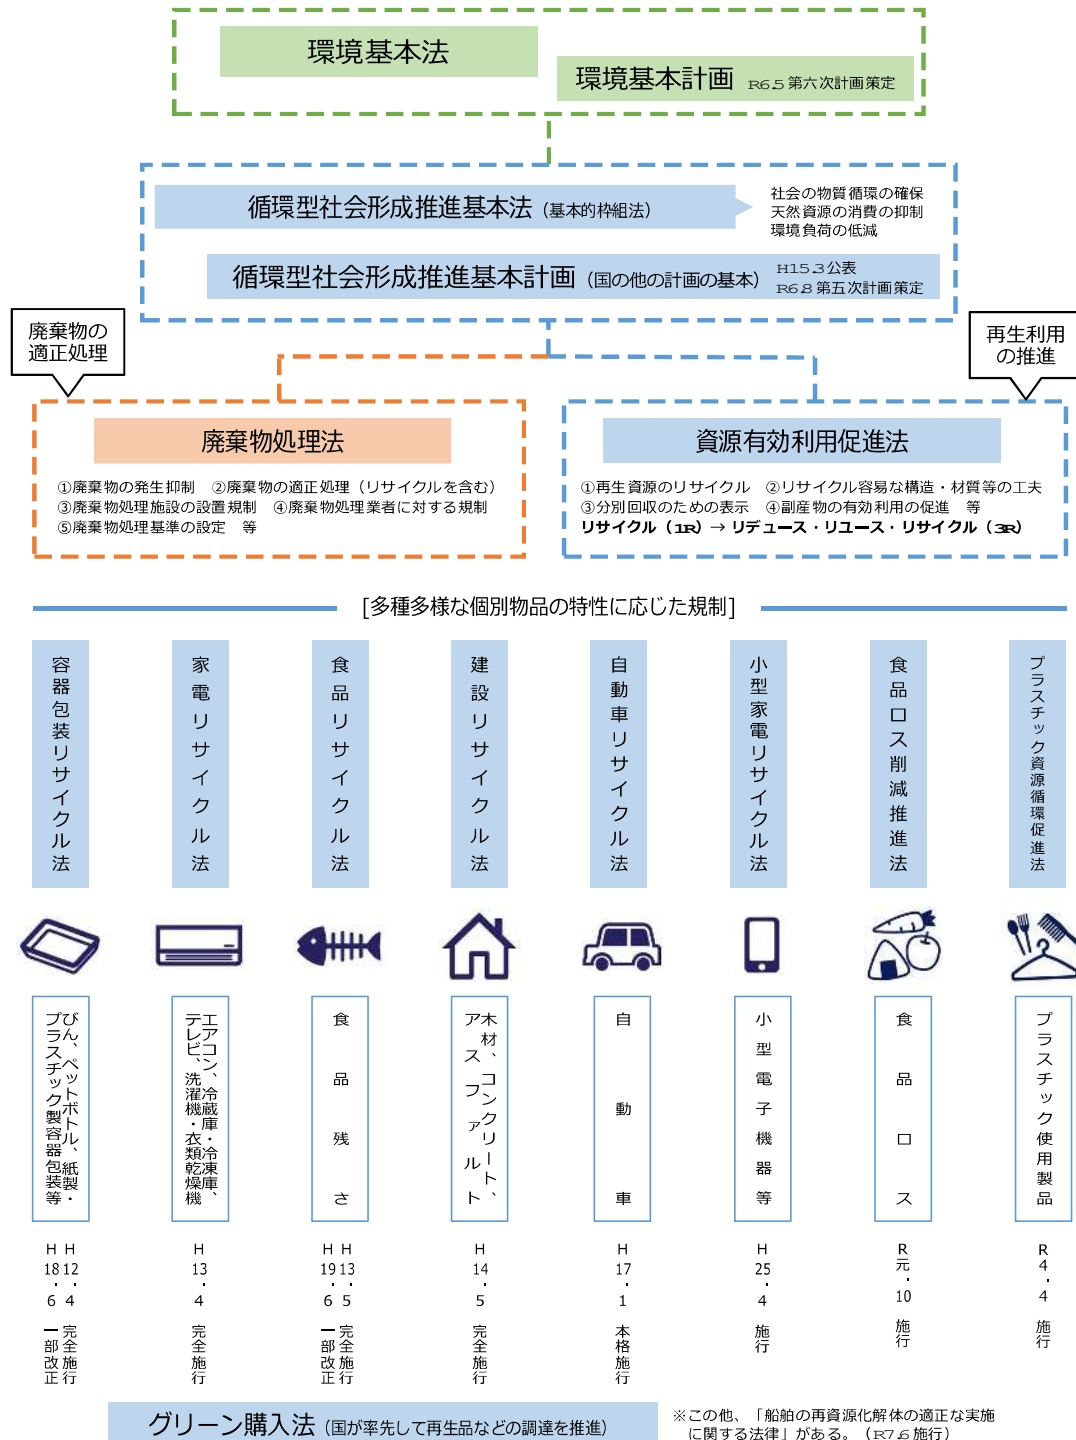 環境基本法
環境基本計画 R6.5 第六次計画策定
循環型社会形成推進基本法（基本的枠組法）
社会の物質循環の確保
天然資源の消費の抑制
環境負荷の低減
循環型社会形成推進基本計画（国の他の計画の基本）
H15.3 公表
R6.8 第五次計画策定
廃棄物の
適正処理
再生利用
の推進
廃棄物処理法
①廃棄物の発生抑制　②廃棄物の適正処理（リサイクルを含む）
③廃棄物処理施設の設置規制　④廃棄物処理業者に対する規制
⑤廃棄物処理基準の設定　等
資源有効利用促進法
①再生資源のリサイクル　②リサイクル容易な構造・材質等の工夫
③分別回収のための表示　④副産物の有効利用の促進　等
リサイクル（1R）→ リデュース・リユース・リサイクル（3R）
[多種多様な個別物品の特性に応じた規制]
容器包装リサイクル法
家電リサイクル法
食品リサイクル法
建設リサイクル法
自動車リサイクル法
小型家電リサイクル法
食品ロス削減推進法
プラスチック資源循環促進法
びん、ペットボトル、紙製・
プラスチック製容器包装等
エアコン、冷蔵庫・冷凍庫、
テレビ、洗濯機・衣類乾燥機
食品残さ
木材、コンクリート、
アスファルト
自動車
小型電子機器等
食品ロス
プラスチック使用製品
H12・4 完全施行
H18・6 一部改正
H13・4 完全施行
H13・5 完全施行
H19・6 一部改正
H14・5 完全施行
H17・1 本格施行
H25・4 施行
R元・10 施行
R4・4 施行
グリーン購入法（国が率先して再生品などの調達を推進）
※この他、「船舶の再資源化解体の適正な実施
に関する法律」がある。（R7.6 施行）